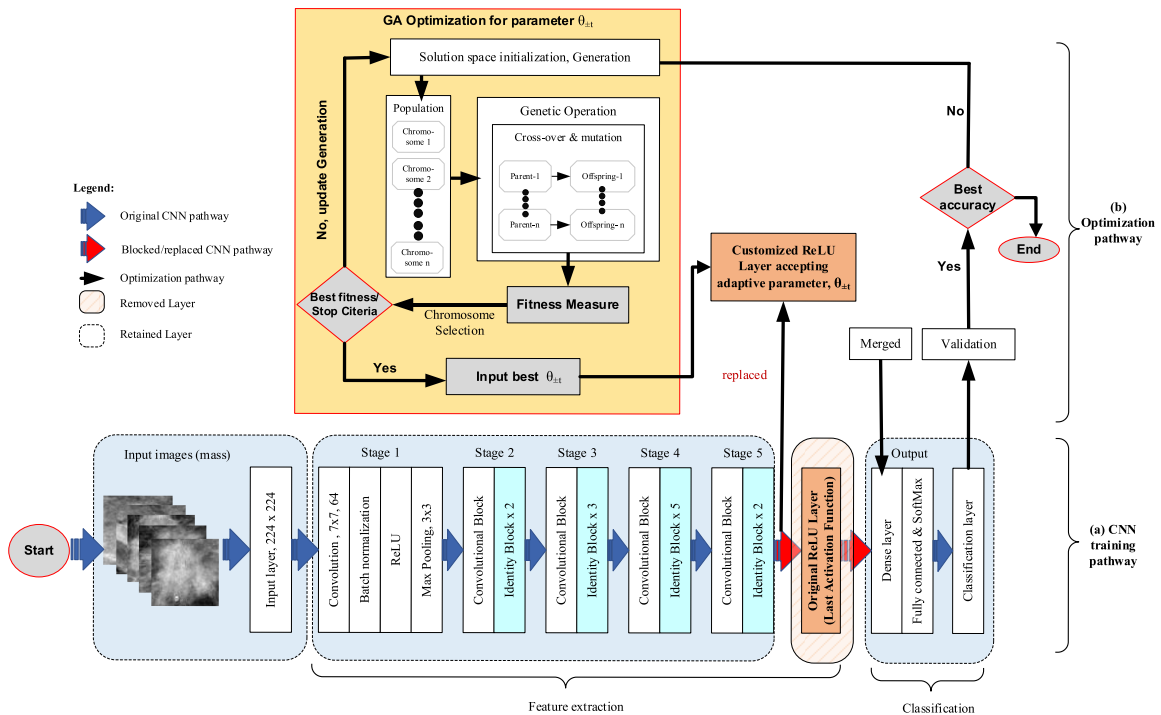 GA Optimization for parameter θ±t
Solution space initialization, Generation
Population
Chromo-
some 1
Chromo-
some 2
Chromo-
some n
Genetic Operation
Cross-over & mutation
Parent-1
Offspring-1
Parent-n
Offspring- n
No, update Generation
Best fitness/
Stop Citeria
Chromosome
Selection
Fitness Measure
Yes
Input best θ±t
Customized ReLU
Layer accepting
adaptive parameter, θ±t
replaced
No
Best
accuracy
End
Yes
Merged
Validation
(b)
Optimization
pathway
Legend:
Original CNN pathway
Blocked/replaced CNN pathway
Optimization pathway
Removed Layer
Retained Layer
Start
Input images (mass)
Input layer, 224 x 224
Stage 1
Convolution , 7x7, 64
Batch normalization
ReLU
Max Pooling, 3x3
Stage 2
Convolutional Block
Identity Block x 2
Stage 3
Convolutional Block
Identity Block x 3
Stage 4
Convolutional Block
Identity Block x 5
Stage 5
Convolutional Block
Identity Block x 2
Original ReLU Layer
(Last Activation Function)
Output
Dense layer
Fully connected & SoftMax
Classification layer
(a) CNN
training
pathway
Feature extraction
Classification